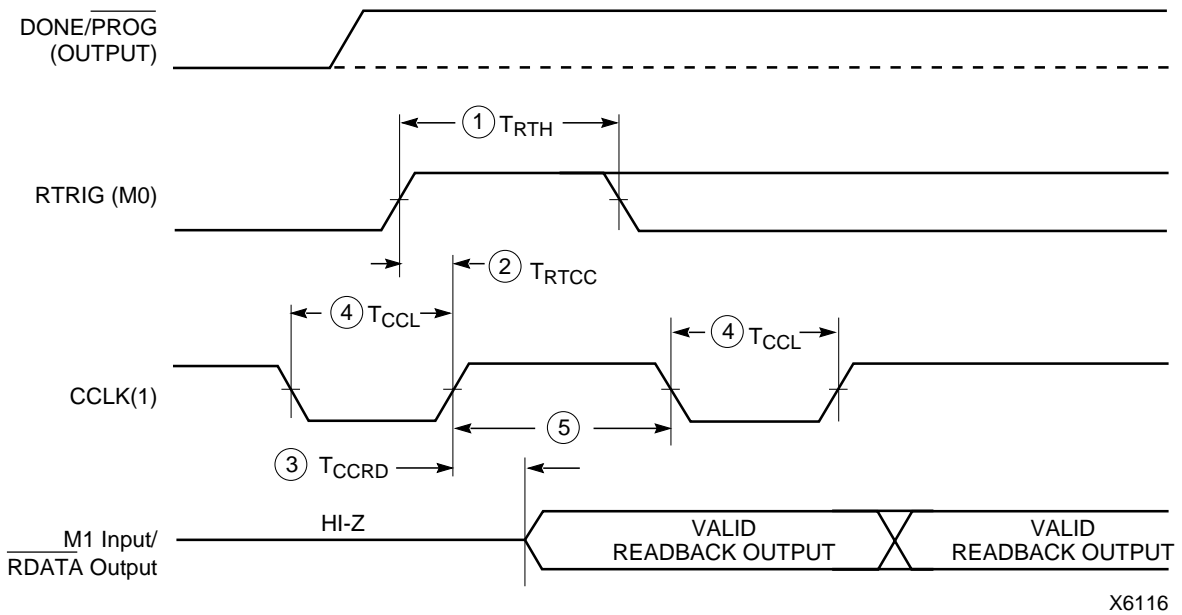 DONE/PROG
(OUTPUT)
1 TRTH
RTRIG (M0)
2 TRTCC
4 TCCL
4 TCCL
CCLK(1)
5
3 TCCRD
M1 Input/
RDATA Output
HI-Z
VALID
READBACK OUTPUT
VALID
READBACK OUTPUT
X6116